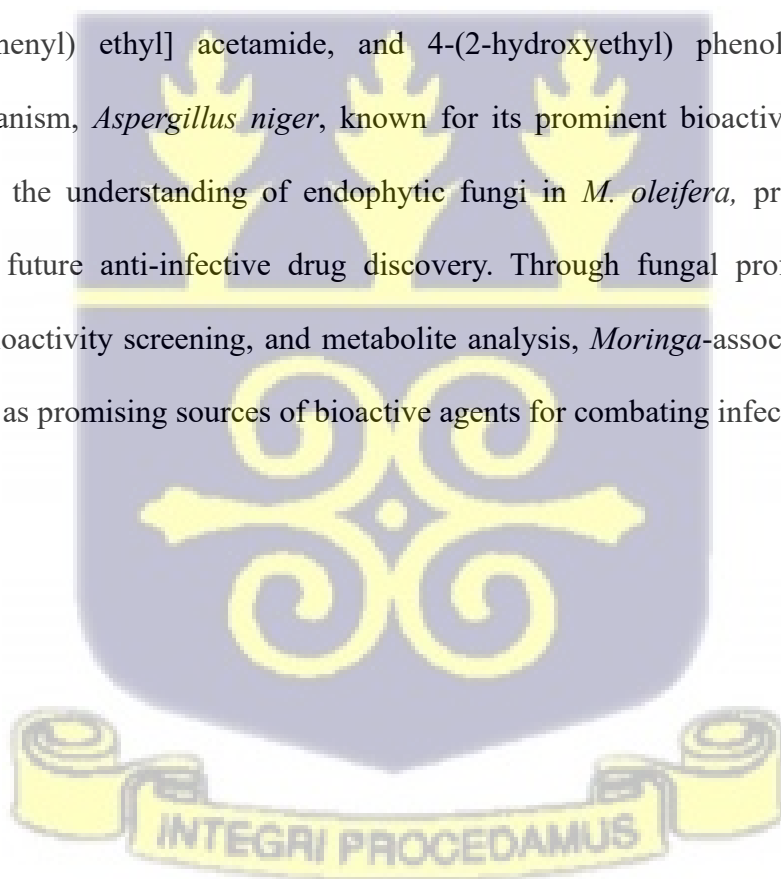 henyl) ethyl] acetamide, and 4-(2-hydroxyethyl) phenol
anism, Aspergillus niger, known for its prominent bioactiv
the understanding of endophytic fungi in M. oleifera, pr
future anti-infective drug discovery. Through fungal pro
oactivity screening, and metabolite analysis, Moringa-assoc
as promising sources of bioactive agents for combating infec
INTEGRI PROCEDAMUS